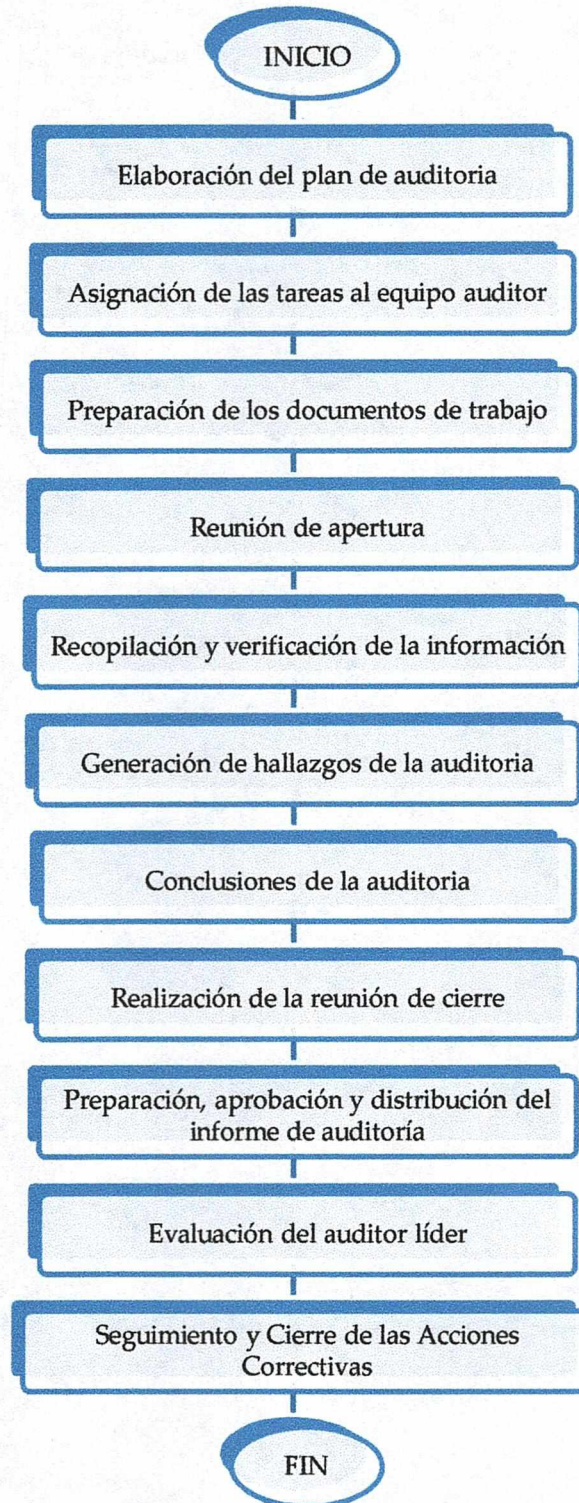 INICIO
Elaboración del plan de auditoria
Asignación de las tareas al equipo auditor
Preparación de los documentos de trabajo
Reunión de apertura
Recopilación y verificación de la información
Generación de hallazgos de la auditoria
Conclusiones de la auditoria
Realización de la reunión de cierre
Preparación, aprobación y distribución del
informe de auditoría
Evaluación del auditor líder
Seguimiento y Cierre de las Acciones
Correctivas
FIN